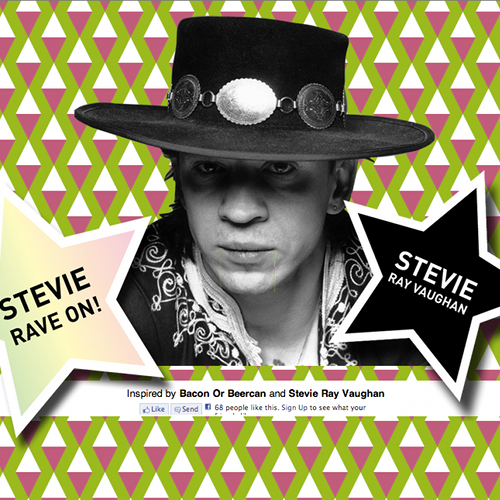 STEVIE
RAVE ON!
STEVIE
RAY VAUGHAN
Inspired by Bacon Or Beercan and Stevie Ray Vaughan
Like Send 68 people like this. Sign Up to see what your